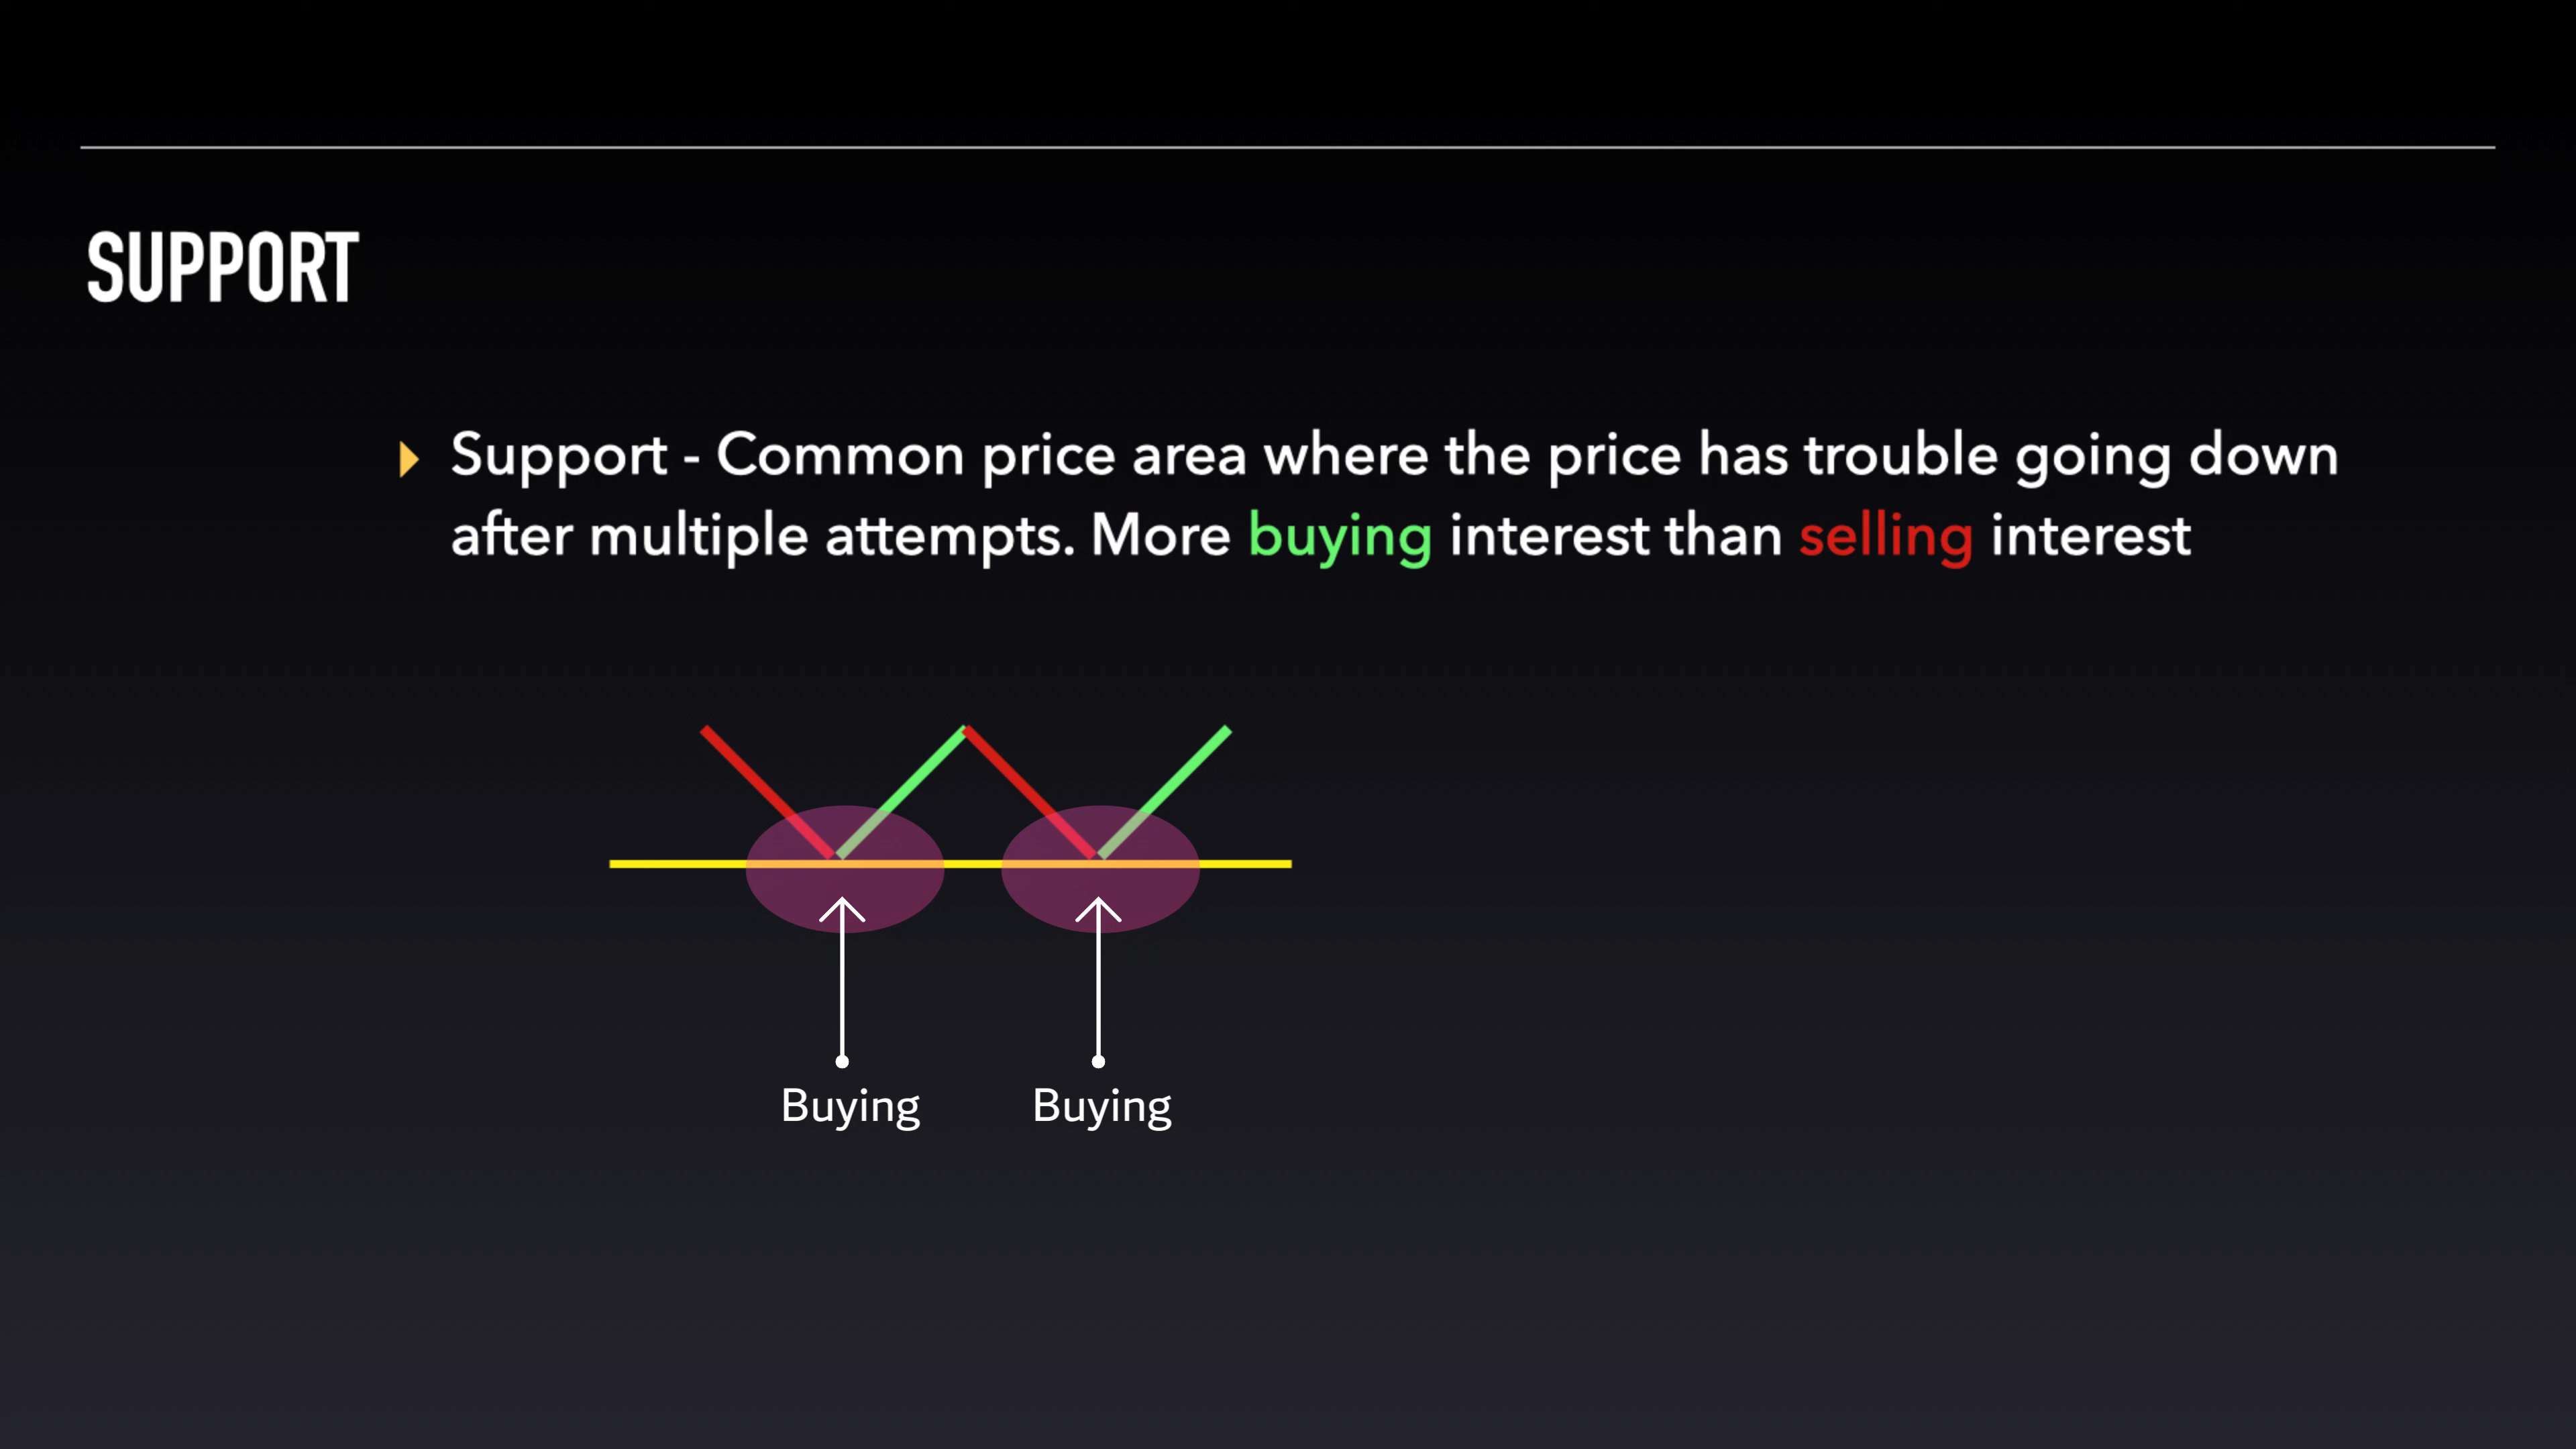 SUPPORT
Support - Common price area where the price has trouble going down
after multiple attempts. More buying interest than selling interest
Buying Buying